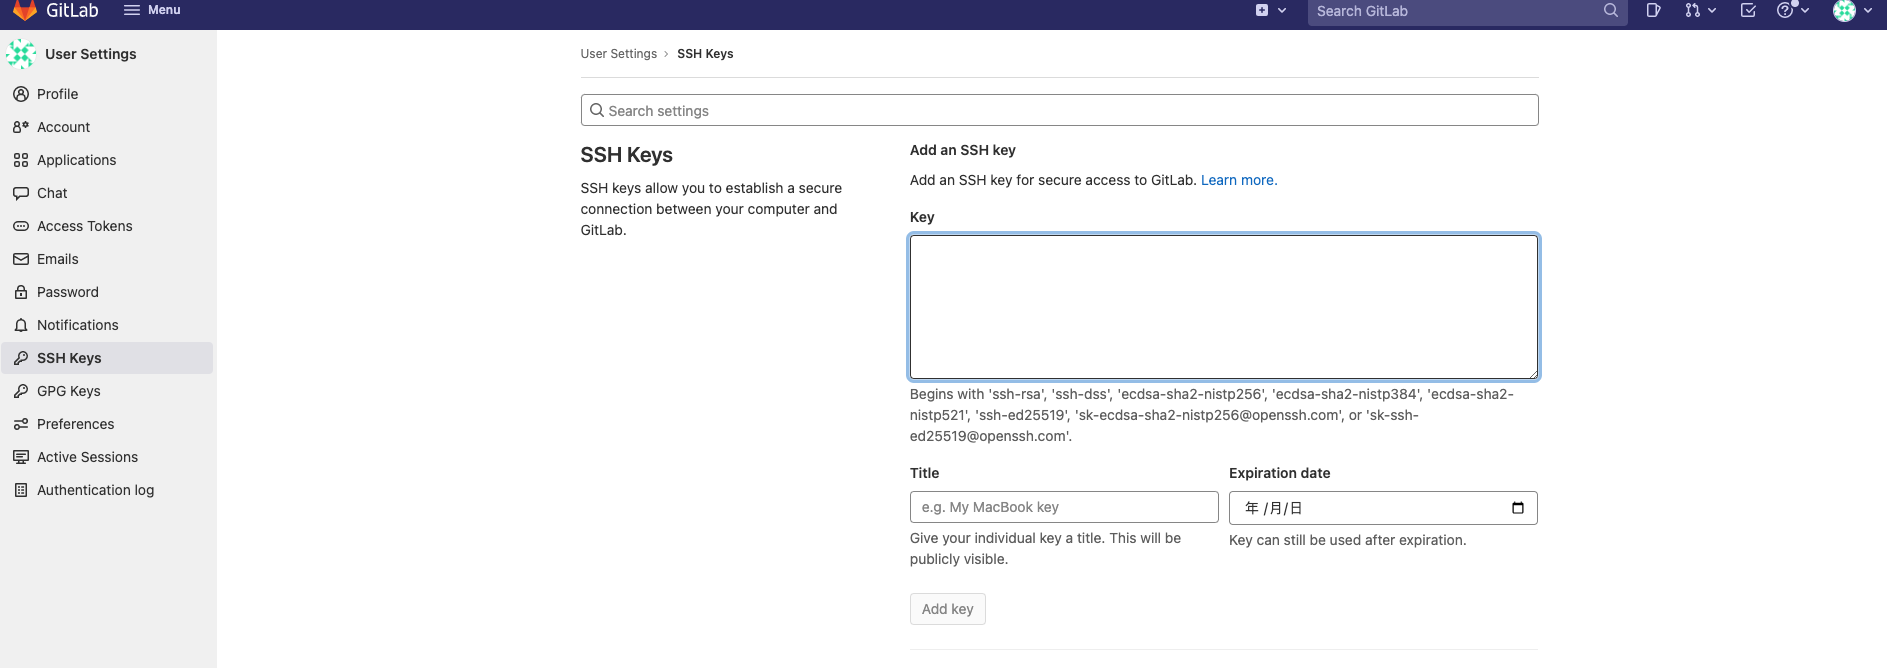 GitLab
Menu
Search GitLab
User Settings
Profile
Account
Applications
Chat
Access Tokens
Emails
Password
Notifications
SSH Keys
GPG Keys
Preferences
Active Sessions
Authentication log
User Settings › SSH Keys
Search settings
SSH Keys
SSH keys allow you to establish a secure
connection between your computer and
GitLab.
Add an SSH key
Add an SSH key for secure access to GitLab. Learn more.
Key
Begins with 'ssh-rsa', 'ssh-dss', 'ecdsa-sha2-nistp256', 'ecdsa-sha2-nistp384', 'ecdsa-sha2-
nistp521', 'ssh-ed25519', 'sk-ecdsa-sha2-nistp256@openssh.com', or 'sk-ssh-
ed25519@openssh.com'.
Title
e.g. My MacBook key
Give your individual key a title. This will be
publicly visible.
Expiration date
年 /月/日
Key can still be used after expiration.
Add key